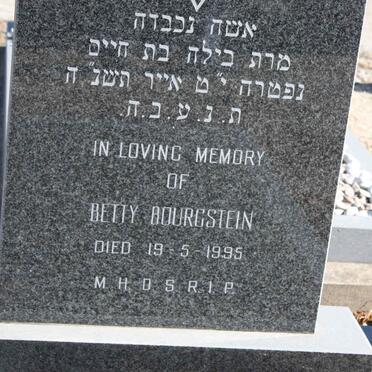 אשה נכבדה
מרת בילה בת חיים
נפטרה י"ט אייר תשנ"ה
ת.נ.צ.ב.ה.
IN LOVING MEMORY
OF
BETTY BOURGSTEIN
DIED 19-5-1995
M.H.D.S.R.I.P.